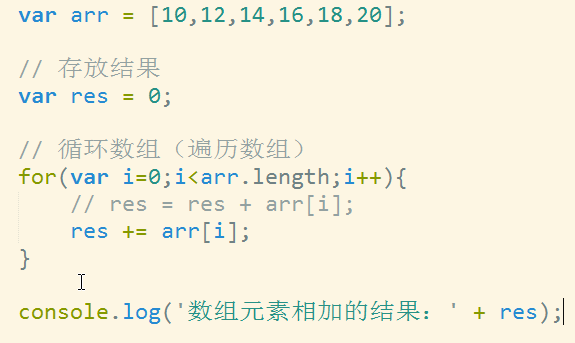 var arr = [10,12,14,16,18,20];
// 存放结果
var res = 0;
// 循环数组（遍历数组）
for(var i=0;i<arr.length;i++){
    // res = res + arr[i];
    res += arr[i];
}
console.log('数组元素相加的结果：' + res);